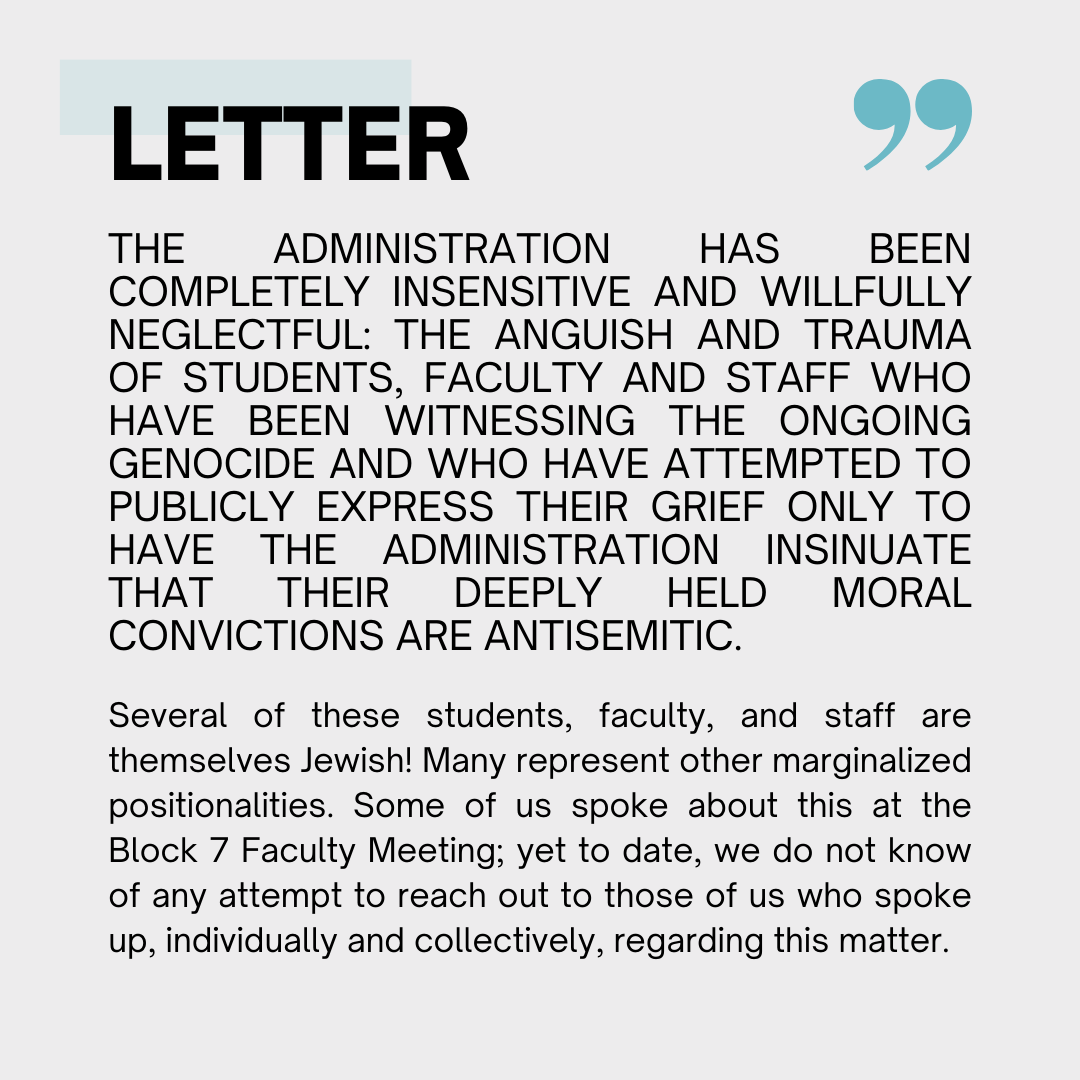 LETTER
”
THE ADMINISTRATION HAS BEEN
COMPLETELY INSENSITIVE AND WILLFULLY
NEGLECTFUL: THE ANGUISH AND TRAUMA
OF STUDENTS, FACULTY AND STAFF WHO
HAVE BEEN WITNESSING THE ONGOING
GENOCIDE AND WHO HAVE ATTEMPTED TO
PUBLICLY EXPRESS THEIR GRIEF ONLY TO
HAVE THE ADMINISTRATION INSINUATE
THAT THEIR DEEPLY HELD MORAL
CONVICTIONS ARE ANTISEMITIC.
Several of these students, faculty, and staff are
themselves Jewish! Many represent other marginalized
positionalities. Some of us spoke about this at the
Block 7 Faculty Meeting; yet to date, we do not know
of any attempt to reach out to those of us who spoke
up, individually and collectively, regarding this matter.